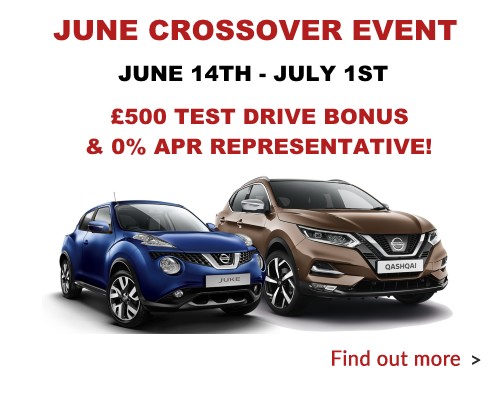 JUNE CROSSOVER EVENT
JUNE 14TH - JULY 1ST
£500 TEST DRIVE BONUS
& 0% APR REPRESENTATIVE!
JUKE
QASHQAI
Find out more >